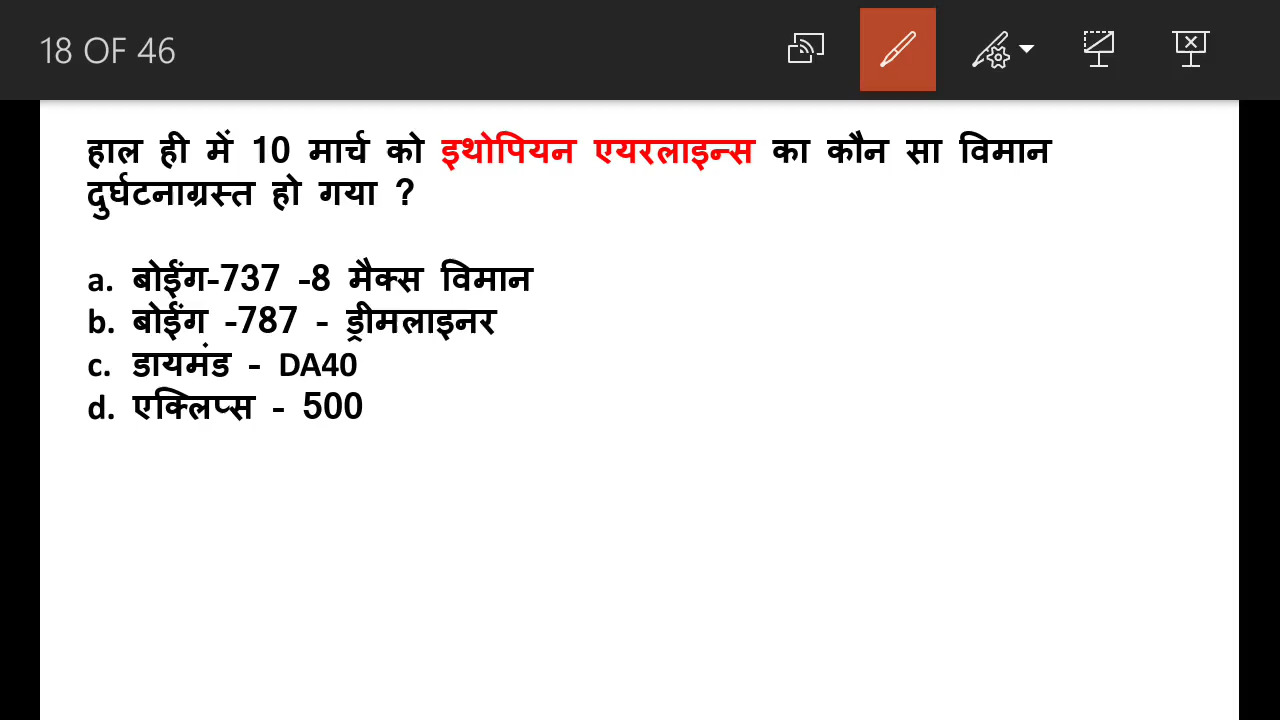 18 OF 46
हाल ही में 10 मार्च को इथोपियन एयरलाइन्स का कौन सा विमान
दुर्घटनाग्रस्त हो गया ?
a. बोईंग-737 -8 मैक्स विमान
b. बोईंग -787 - ड्रीमलाइनर
c. डायमंड - DA40
d. एक्लिप्स - 500